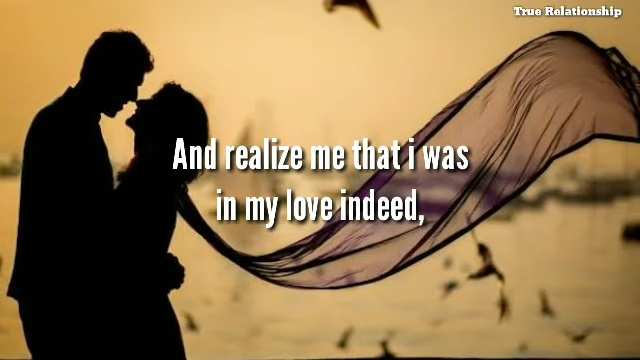 True Relationship
And realize me that i was
in my love indeed,